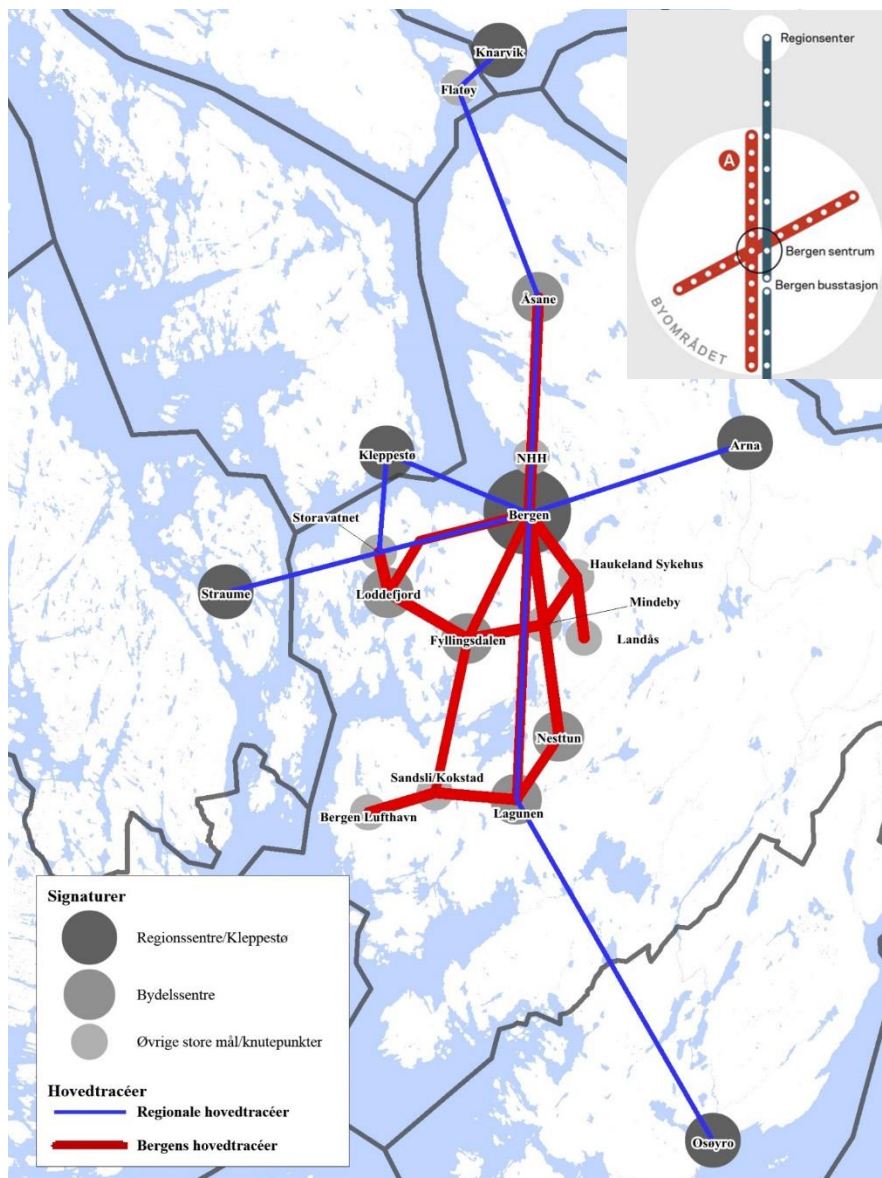 Knarvik
Flatøy
Regionsenter
A
Bergen sentrum
Bergen busstasjon
BYOMRÅDET
Åsane
Kleppestø
NHH
Arna
Storavatnet
Bergen
Haukeland Sykehus
Straume
Loddefjord
Mindeby
Fyllingsdalen
Landås
Nesttun
Sandsli/Kokstad
Bergen Lufthavn
Lagunen
Signaturer
Regionssentre/Kleppestø
Bydelssentre
Øvrige store mål/knutepunkter
Hovedtracéer
Regionale hovedtracéer
Bergens hovedtracéer
Osøyro